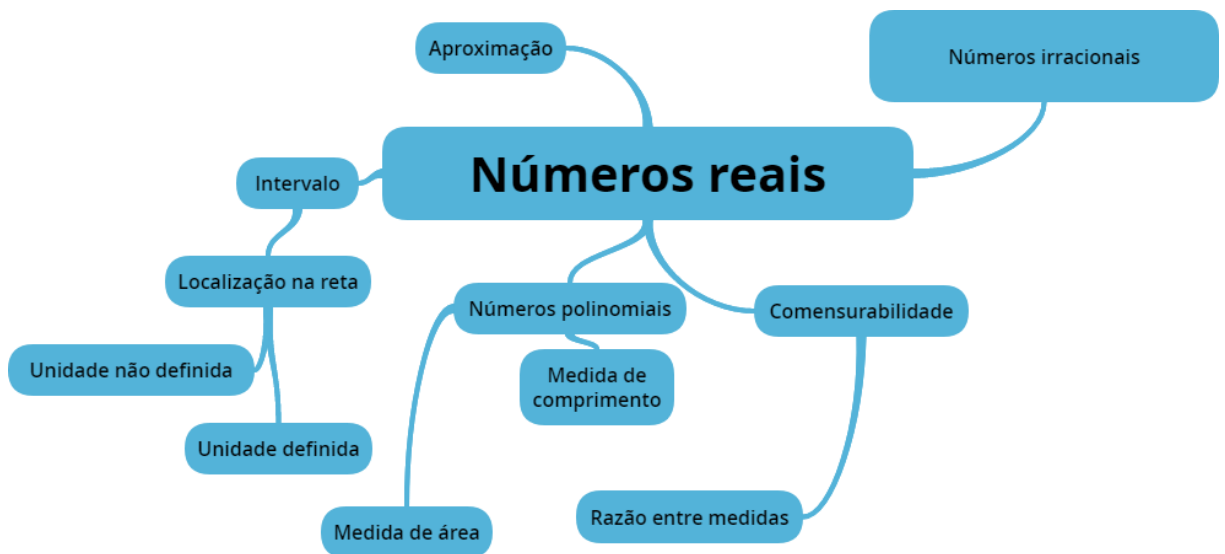 Aproximação
Números irracionais
Números reais
Intervalo
Localização na reta
Números polinomiais
Comensurabilidade
Unidade não definida
Medida de
comprimento
Unidade definida
Razão entre medidas
Medida de área